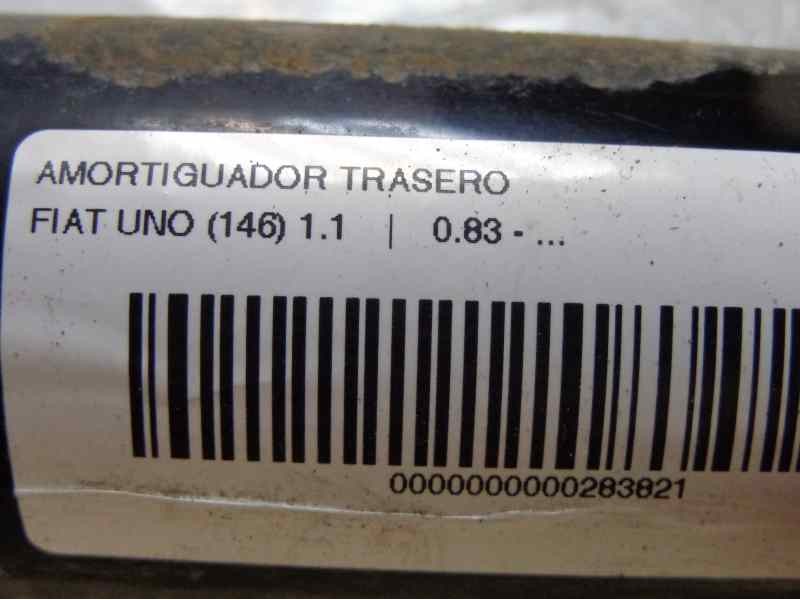 AMORTIGUADOR TRASERO
FIAT UNO (146) 1.1 | 0.83 - ...
0000000000283821